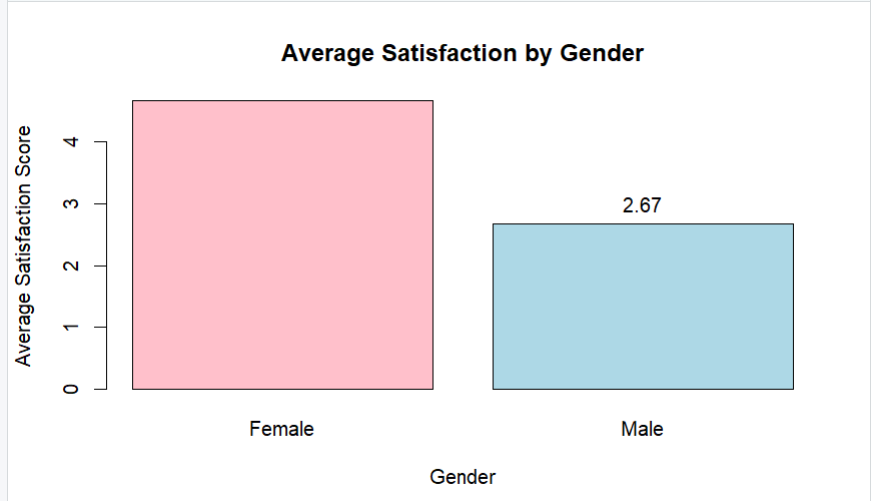 Average Satisfaction by Gender
Average Satisfaction Score
4
3
2
1
0
2.67
Female
Male
Gender